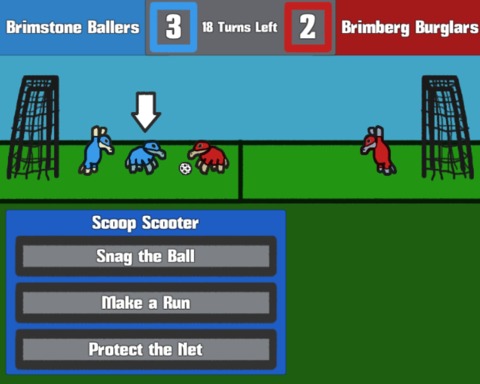 Brimstone Ballers
3
18 Turns Left
2
Brimberg Burglars
Scoop Scooter
Snag the Ball
Make a Run
Protect the Net